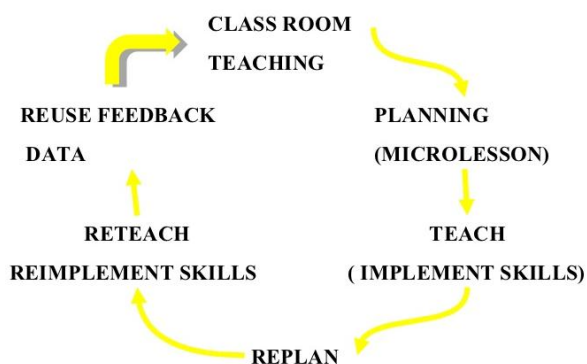 CLASS ROOM
TEACHING
PLANNING
(MICROLESSON)
TEACH
( IMPLEMENT SKILLS)
REPLAN
RETEACH
REIMPLEMENT SKILLS
REUSE FEEDBACK
DATA